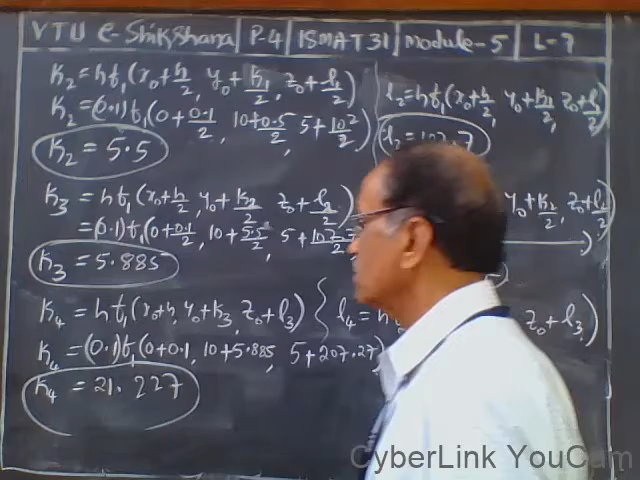 VTU e-Shikshana | P-4 | 15MAT31 | Module-5 | L-7
K₂ = hf₁(x₀+h/2, y₀+k₁/2, z₀+l₁/2)
K₂ = (0.1)f₁(0+0.1/2, 10+0.5/2, 5+10²/2)
K₂ = 5.5
K₃ = hf₁(x₀+h/2, y₀+k₂/2, z₀+l₂/2)
= (0.1)f₁(0+0.1/2, 10+5.5/2, 5+107.7/2)
K₃ = 5.885
K₄ = hf₁(x₀+h, y₀+k₃, z₀+l₃)
K₄ = (0.1)f₁(0+0.1, 10+5.885, 5+207.27)
K₄ = 21.227
l₂ = hf₂(x₀+h/2, y₀+k₁/2, z₀+l₁/2)
l₂ = 7
y₀+k₂/2, z₀+l₂/2)
l₄ = h z₀+l₃)
CyberLink YouCam